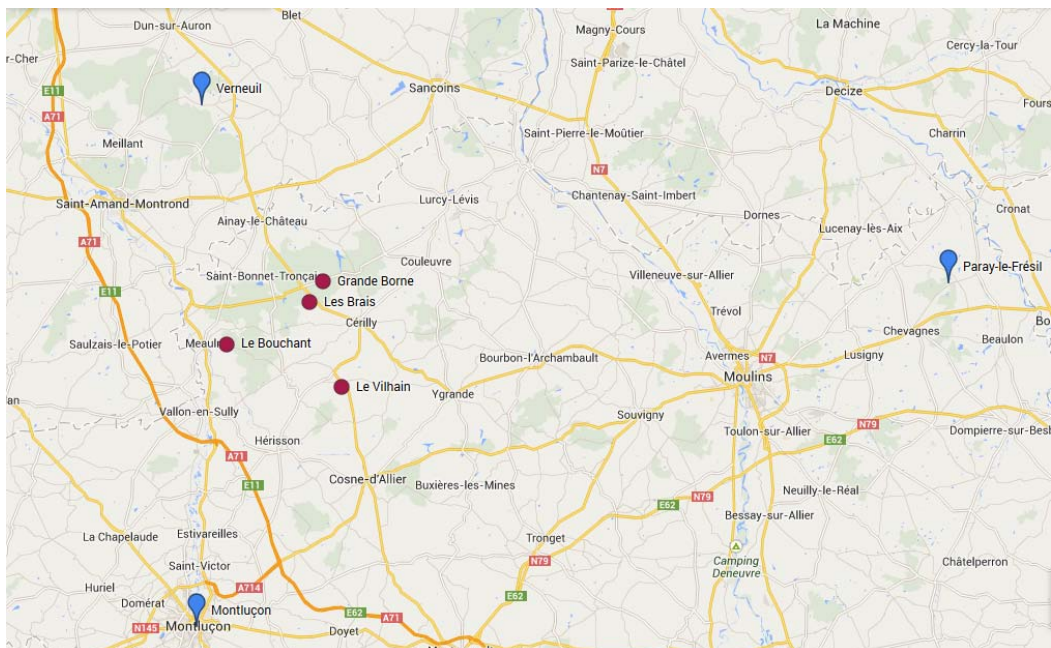 Dun-sur-Auron
Blet
Magny-Cours
La Machine
Cercy-la-Tour
r-Cher
Saint-Parize-le-Châtel
E11
Verneuil
Sancoins
Decize
A71
Fours
Saint-Pierre-le-Moûtier
Charrin
Meillant
N7
Saint-Amand-Montrond
Lurcy-Lévis
Chantenay-Saint-Imbert
Ainay-le-Château
Dornes
Cronat
Lucenay-lès-Aix
A71
Couleuvre
Paray-le-Frésil
Saint-Bonnet-Tronçai
Grande Borne
Villeneuve-sur-Allier
E11
Les Brais
Trévol
Cérilly
Chevagnes
Bo
Saulzais-le-Potier
Meauln
Le Bouchant
Beaulon
Bourbon-l'Archambault
Avermes
N7
Lusigny
Moulins
Le Vilhain
Ygrande
an
Vallon-en-Sully
Souvigny
N79
Toulon-sur-Allier
Dompierre-sur-Besb
Hérisson
E62
A71
Cosne-d'Allier
E11
Buxières-les-Mines
Neuilly-le-Réal
N79
E62
Bessay-sur-Allier
Estivareilles
La Chapelaude
Tronget
Saint-Victor
N79
Camping
Deneuvre
Châtelperron
Huriel
A714
Domérat
Montluçon
E62
E62
A71
N145
Montluçon
Doyet